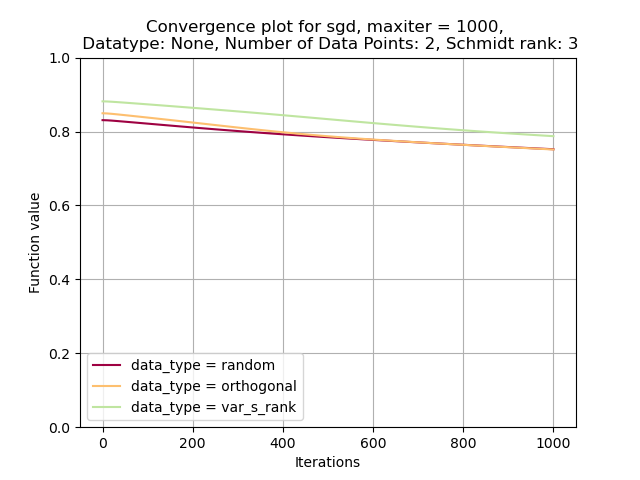 Convergence plot for sgd, maxiter = 1000,
Datatype: None, Number of Data Points: 2, Schmidt rank: 3
1.0
0.8
0.6
0.4
0.2
0.0
Function value
data_type = random
data_type = orthogonal
data_type = var_s_rank
0 200 400 600 800 1000
Iterations